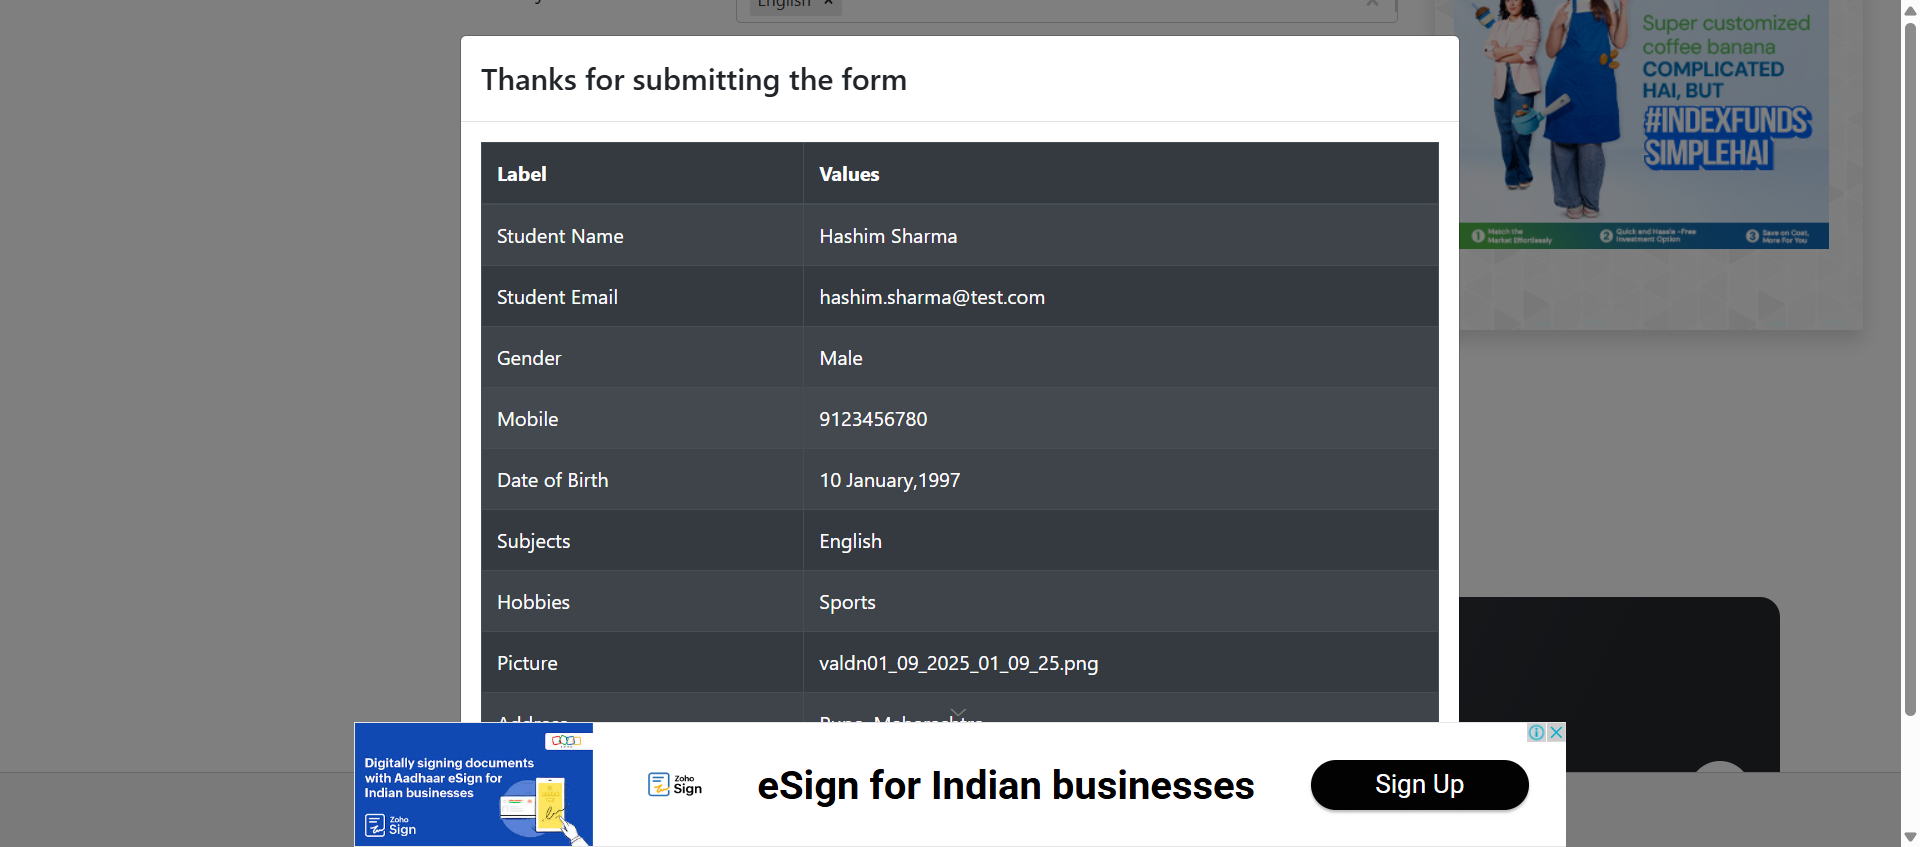 English ×
Thanks for submitting the form
Label Values
Student Name Hashim Sharma
Student Email hashim.sharma@test.com
Gender Male
Mobile 9123456780
Date of Birth 10 January,1997
Subjects English
Hobbies Sports
Picture valdn01_09_2025_01_09_25.png
Address Pune, Maharashtra
Super customized
coffee banana
COMPLICATED
HAI, BUT
#INDEXFUNDS
SIMPLEHAI
1 Match the
Market Effortlessly
2 Quick and Hassle -Free
Investment Option
3 Save on Cost,
More For You
Digitally signing documents
with Aadhaar eSign for
Indian businesses
Zoho
Sign
Zoho
Sign
eSign for Indian businesses
Sign Up